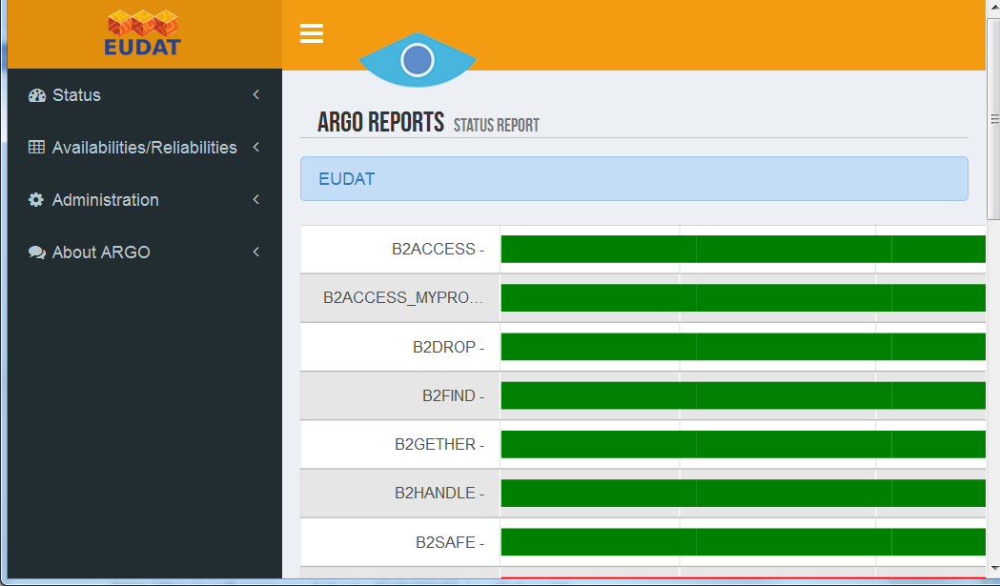 EUDAT
Status
Availabilities/Reliabilities
Administration
About ARGO
ARGO REPORTS STATUS REPORT
EUDAT
B2ACCESS -
B2ACCESS_MYPRO...
B2DROP -
B2FIND -
B2GETHER -
B2HANDLE -
B2SAFE -